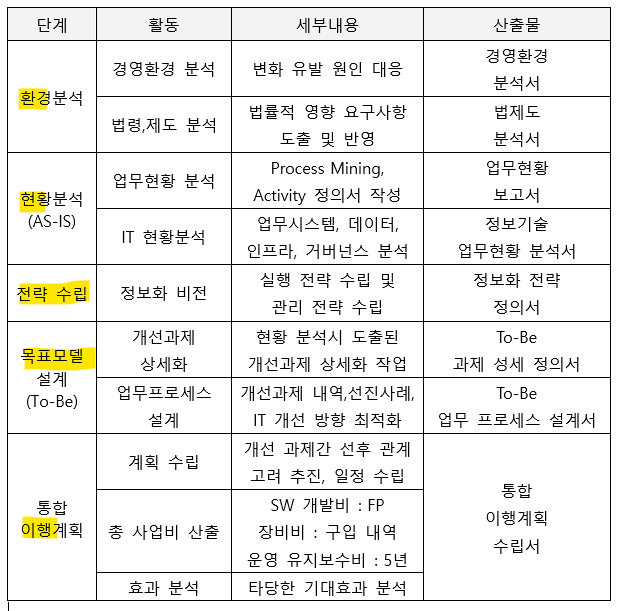 단계 활동 세부내용 산출물
환경분석
경영환경 분석
변화 유발 원인 대응
경영환경
분석서
법령,제도 분석
법률적 영향 요구사항
도출 및 반영
법제도
분석서
현황분석
(AS-IS)
업무현황 분석
Process Mining,
Activity 정의서 작성
업무현황
보고서
IT 현황분석
업무시스템, 데이터,
인프라, 거버넌스 분석
정보기술
업무현황 분석서
전략 수립
정보화 비전
실행 전략 수립 및
관리 전략 수립
정보화 전략
정의서
목표모델
설계
(To-Be)
개선과제
상세화
현황 분석시 도출된
개선과제 상세화 작업
To-Be
과제 성세 정의서
업무프로세스
설계
개선과제 내역,선진사례,
IT 개선 방향 최적화
To-Be
업무 프로세스 설계서
통합
이행계획
계획 수립
개선 과제간 선후 관계
고려 추진, 일정 수립
통합
이행계획
수립서
총 사업비 산출
SW 개발비 : FP
장비비 : 구입 내역
운영 유지보수비 : 5년
효과 분석
타당한 기대효과 분석